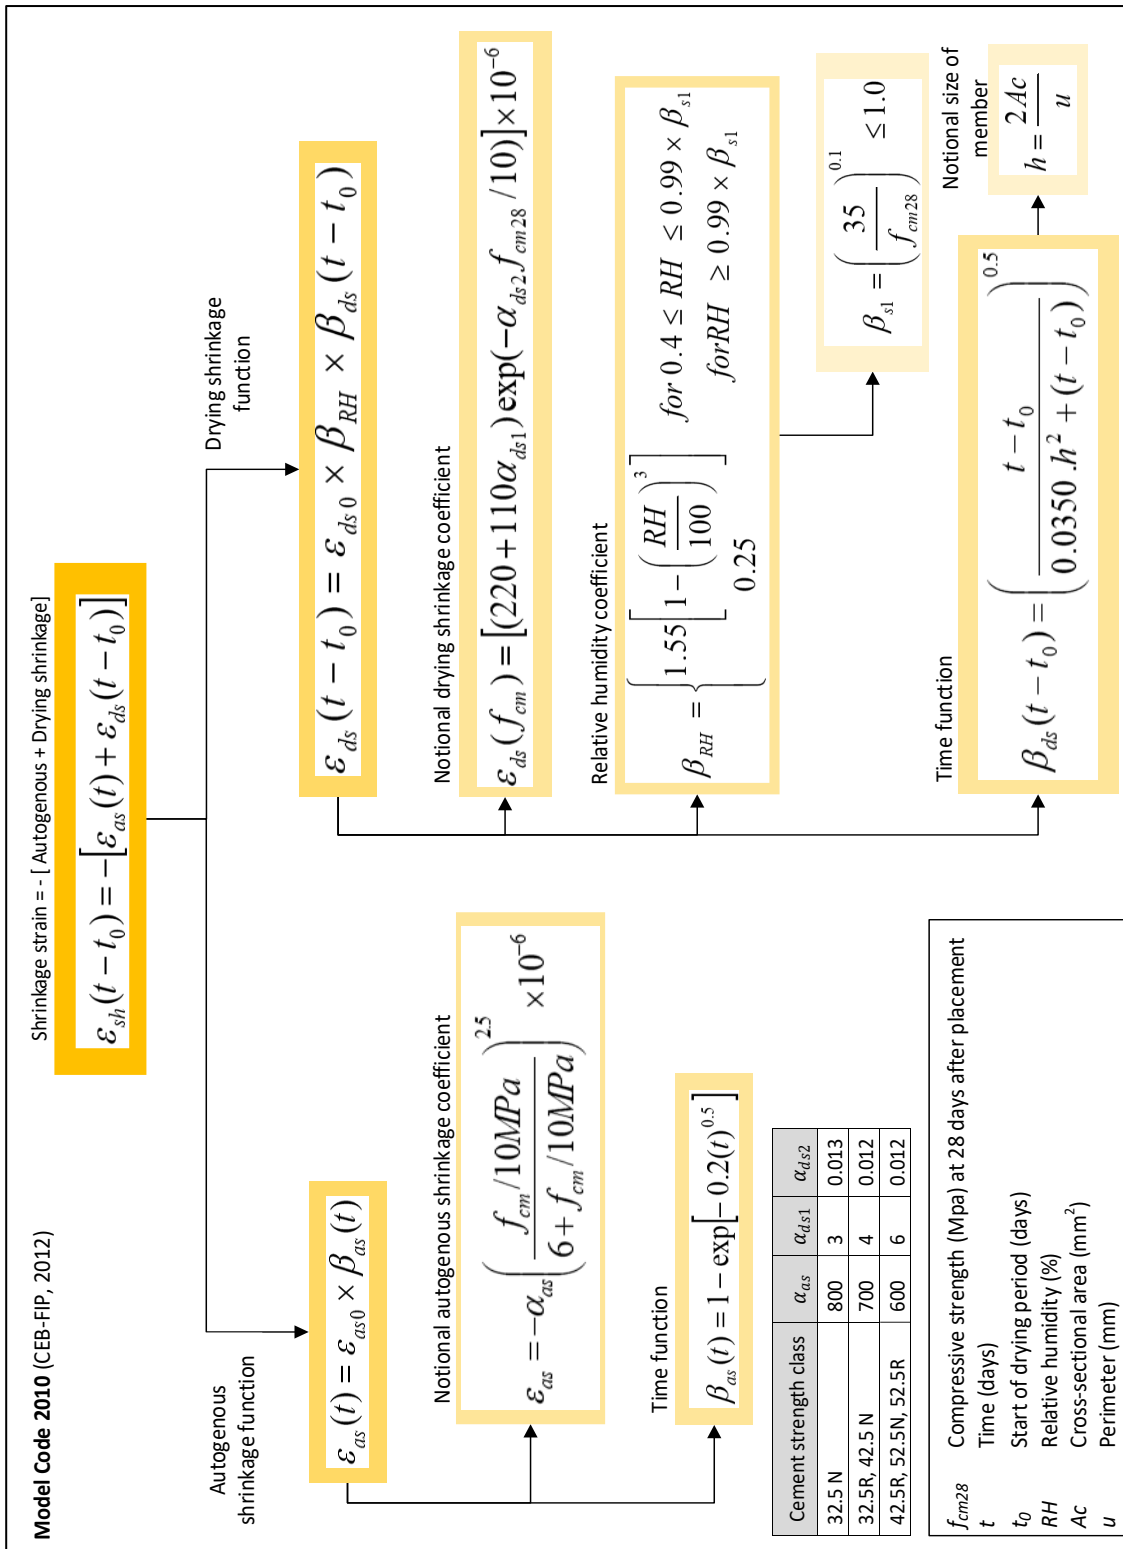 Model Code 2010 (CEB-FIP, 2012)
Shrinkage strain = - [ Autogenous + Drying shrinkage]
ε_sh(t − t_0) = −[ε_as(t) + ε_ds(t − t_0)]
Autogenous
shrinkage function
ε_as(t) = ε_as0 × β_as(t)
Notional autogenous shrinkage coefficient
ε_as = −α_as ( (f_cm/10MPa) / (6 + f_cm/10MPa) )^2.5 ×10^−6
Time function
β_as(t) = 1 − exp[− 0.2(t)^0.5]
Cement strength class α_as α_ds1 α_ds2
32.5 N 800 3 0.013
32.5R, 42.5 N 700 4 0.012
42.5R, 52.5N, 52.5R 600 6 0.012
f_cm28 Compressive strength (Mpa) at 28 days after placement
t Time (days)
t_0 Start of drying period (days)
RH Relative humidity (%)
Ac Cross-sectional area (mm^2)
u Perimeter (mm)
Drying shrinkage
function
ε_ds(t − t_0) = ε_ds0 × β_RH × β_ds(t − t_0)
Notional drying shrinkage coefficient
ε_ds(f_cm) = [(220 + 110α_ds1) exp(−α_ds2 f_cm28 /10)]×10^−6
Relative humidity coefficient
β_RH = { 1.55[1 − (RH/100)^3] for 0.4 ≤ RH ≤ 0.99 × β_s1
0.25 forRH ≥ 0.99 × β_s1
β_s1 = (35 / f_cm28)^0.1 ≤ 1.0
Time function
β_ds(t − t_0) = ( (t − t_0) / (0.0350 .h^2 + (t − t_0)) )^0.5
Notional size of
member
h = 2Ac / u